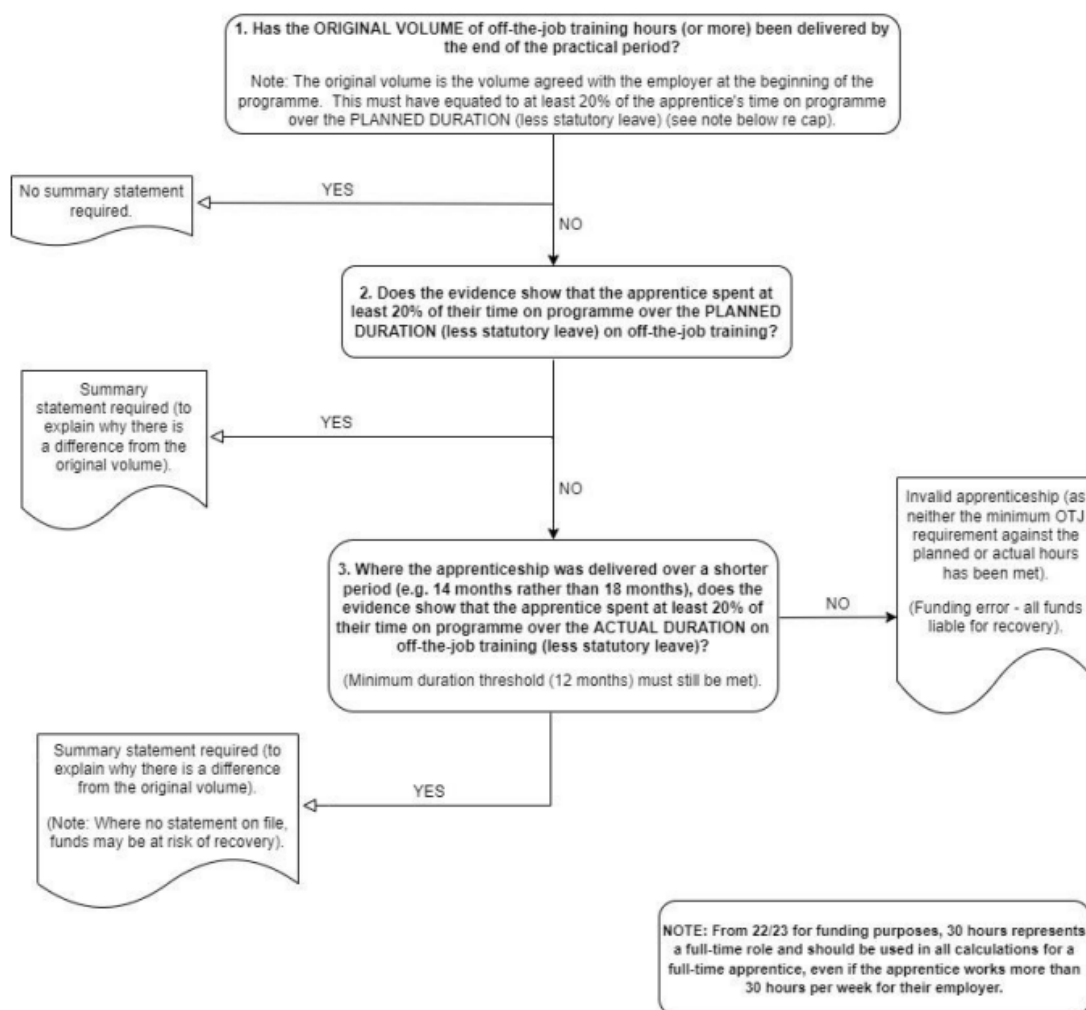 1. Has the ORIGINAL VOLUME of off-the-job training hours (or more) been delivered by
the end of the practical period?
Note: The original volume is the volume agreed with the employer at the beginning of the
programme. This must have equated to at least 20% of the apprentice's time on programme
over the PLANNED DURATION (less statutory leave) (see note below re cap).
YES
No summary statement
required.
NO
2. Does the evidence show that the apprentice spent at
least 20% of their time on programme over the PLANNED
DURATION (less statutory leave) on off-the-job training?
YES
Summary
statement required (to
explain why there is
a difference from the
original volume).
NO
3. Where the apprenticeship was delivered over a shorter
period (e.g. 14 months rather than 18 months), does the
evidence show that the apprentice spent at least 20% of
their time on programme over the ACTUAL DURATION on
off-the-job training (less statutory leave)?
(Minimum duration threshold (12 months) must still be met).
NO
Invalid apprenticeship (as
neither the minimum OTJ
requirement against the
planned or actual hours
has been met).
(Funding error - all funds
liable for recovery).
YES
Summary statement required (to
explain why there is a difference
from the original volume).
(Note: Where no statement on file,
funds may be at risk of recovery).
NOTE: From 22/23 for funding purposes, 30 hours represents
a full-time role and should be used in all calculations for a
full-time apprentice, even if the apprentice works more than
30 hours per week for their employer.